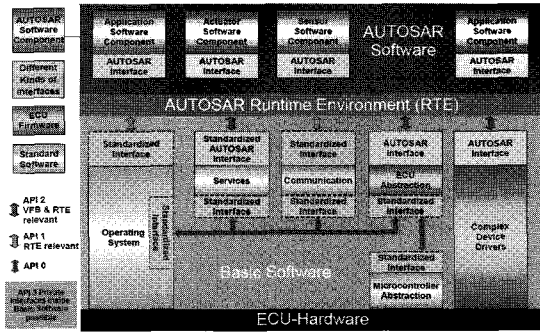 AUTOSAR
Software
Component
Different
Kinds of
interfaces
ECU
Firmware
Standard
Software
API 2
VFB & RTE
relevant
API 1
RTE relevant
API 0
API 3 Private
Interfaces inside
Basic Software
possible
Application
Software
Component
AUTOSAR
Interface
Actuator
Software
Component
AUTOSAR
Interface
Sensor
Software
Component
AUTOSAR
Interface
AUTOSAR
Software
Application
Software
Component
AUTOSAR
Interface
AUTOSAR Runtime Environment (RTE)
Standardized
Interface
Standardized
AUTOSAR
Interface
Standardized
Interface
AUTOSAR
Interface
AUTOSAR
Interface
Services
Communication
ECU
Abstraction
Standardized
Interface
Standardized
Interface
Standardized
Interface
Operating
System
Standardized
Interface
Complex
Device
Drivers
Basic Software
Standardized
Interface
Microcontroller
Abstraction
ECU-Hardware